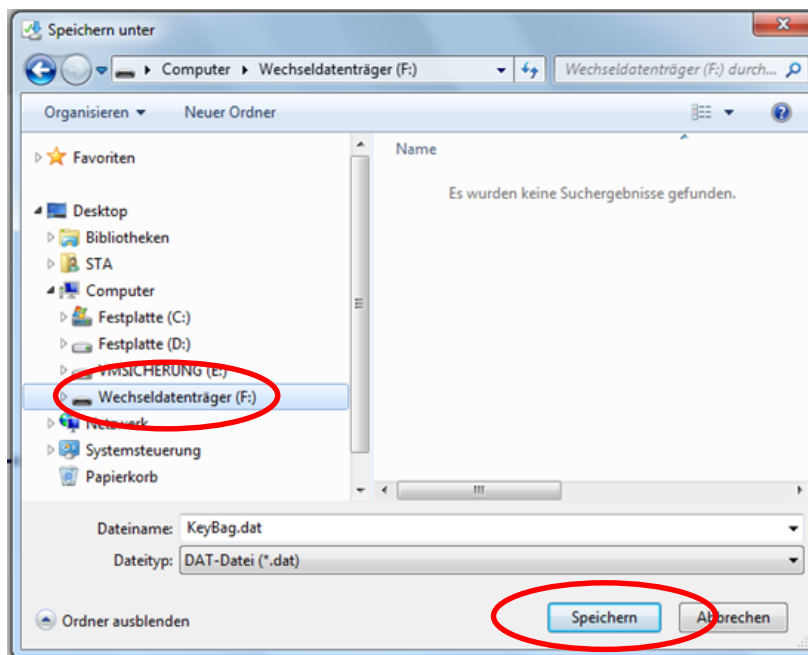 Speichern unter
Computer Wechseldatenträger (F:)
Wechseldatenträger (F:) durch...
Organisieren Neuer Ordner
Favoriten
Desktop
Bibliotheken
STA
Computer
Festplatte (C:)
Festplatte (D:)
VMSICHERUNG (E:)
Wechseldatenträger (F:)
Netzwerk
Systemsteuerung
Papierkorb
Name
Es wurden keine Suchergebnisse gefunden.
Dateiname: KeyBag.dat
Dateityp: DAT-Datei (*.dat)
Ordner ausblenden
Speichern
Abbrechen